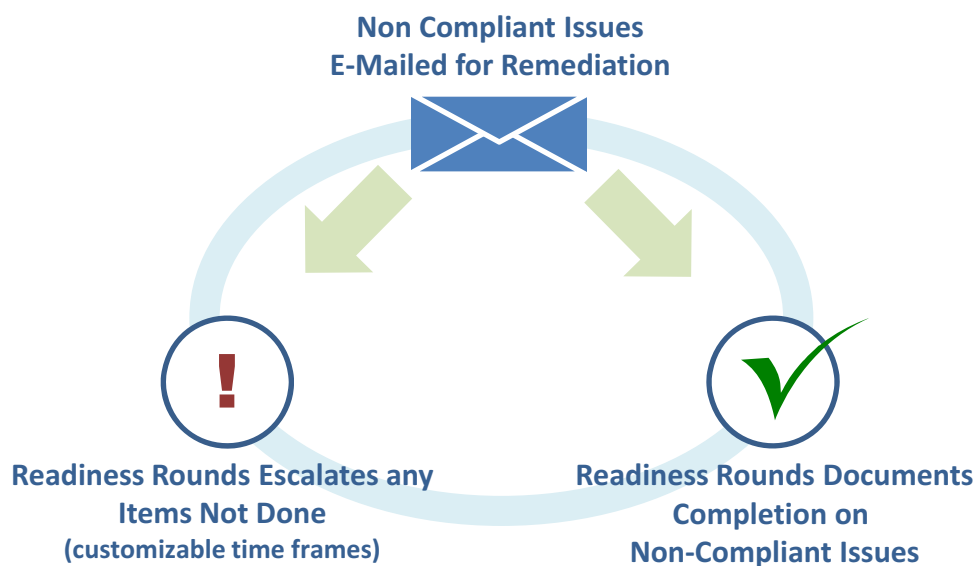 Non Compliant Issues
E-Mailed for Remediation
!
Readiness Rounds Escalates any
Items Not Done
(customizable time frames)
Readiness Rounds Documents
Completion on
Non-Compliant Issues